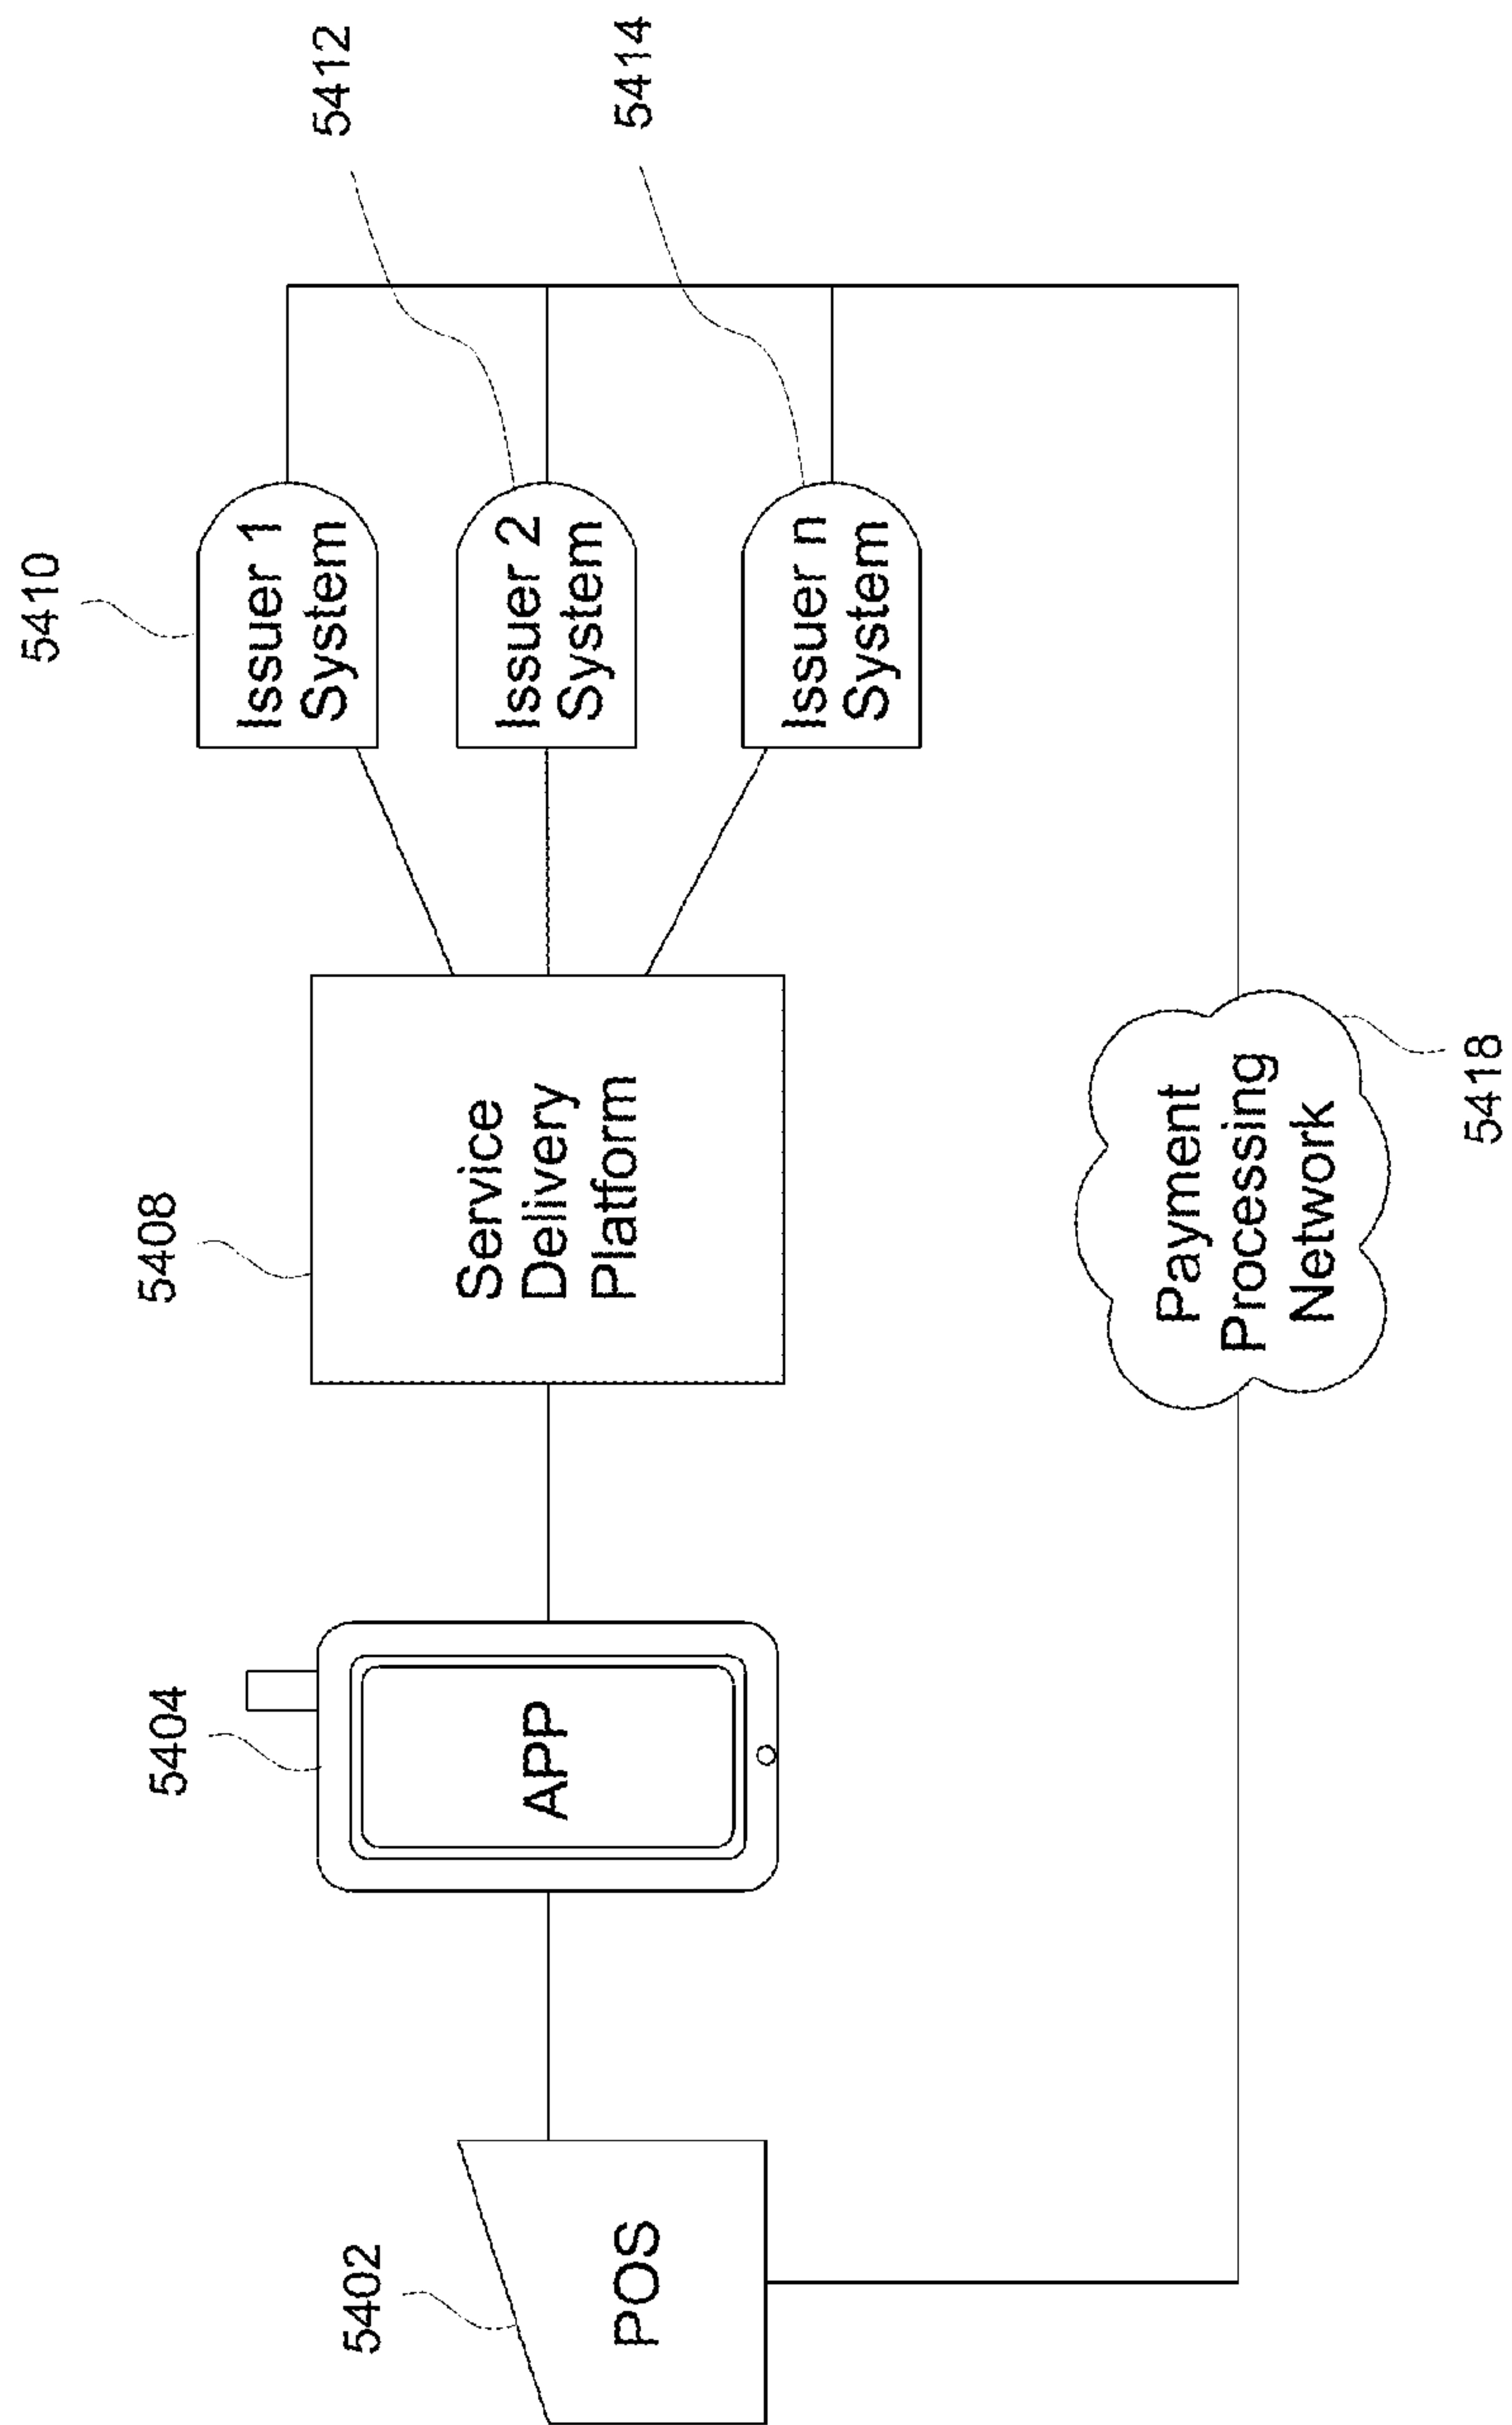 5410
5412
5414
Issuer 1
System
Issuer 2
System
Issuer n
System
5408
Service
Delivery
Platform
5404
APP
5402
POS
Payment
Processing
Network
5418